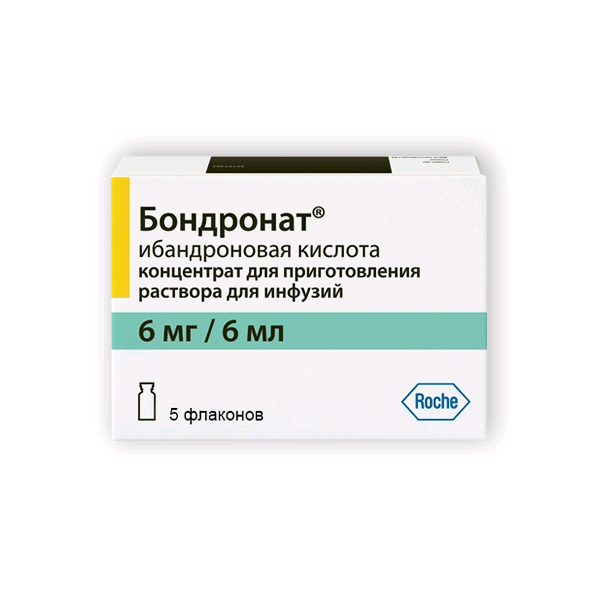 Бондронат®
ибандроновая кислота
концентрат для приготовления
раствора для инфузий
6 мг / 6 мл
5 флаконов
Roche